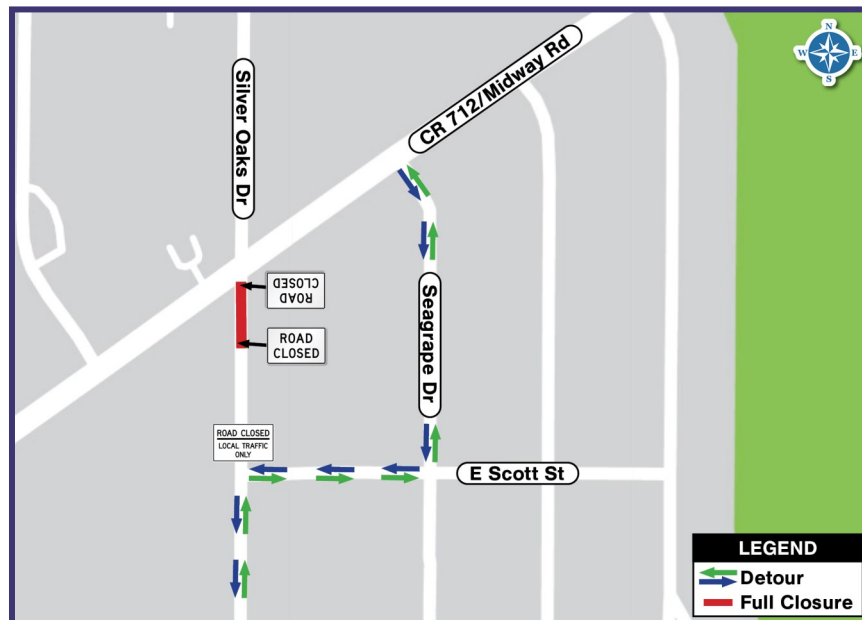 N
W
E
S
CR 712/Midway Rd
Silver Oaks Dr
ROAD
CLOSED
ROAD
CLOSED
Seagrape Dr
ROAD CLOSED
LOCAL TRAFFIC
ONLY
E Scott St
LEGEND
Detour
Full Closure